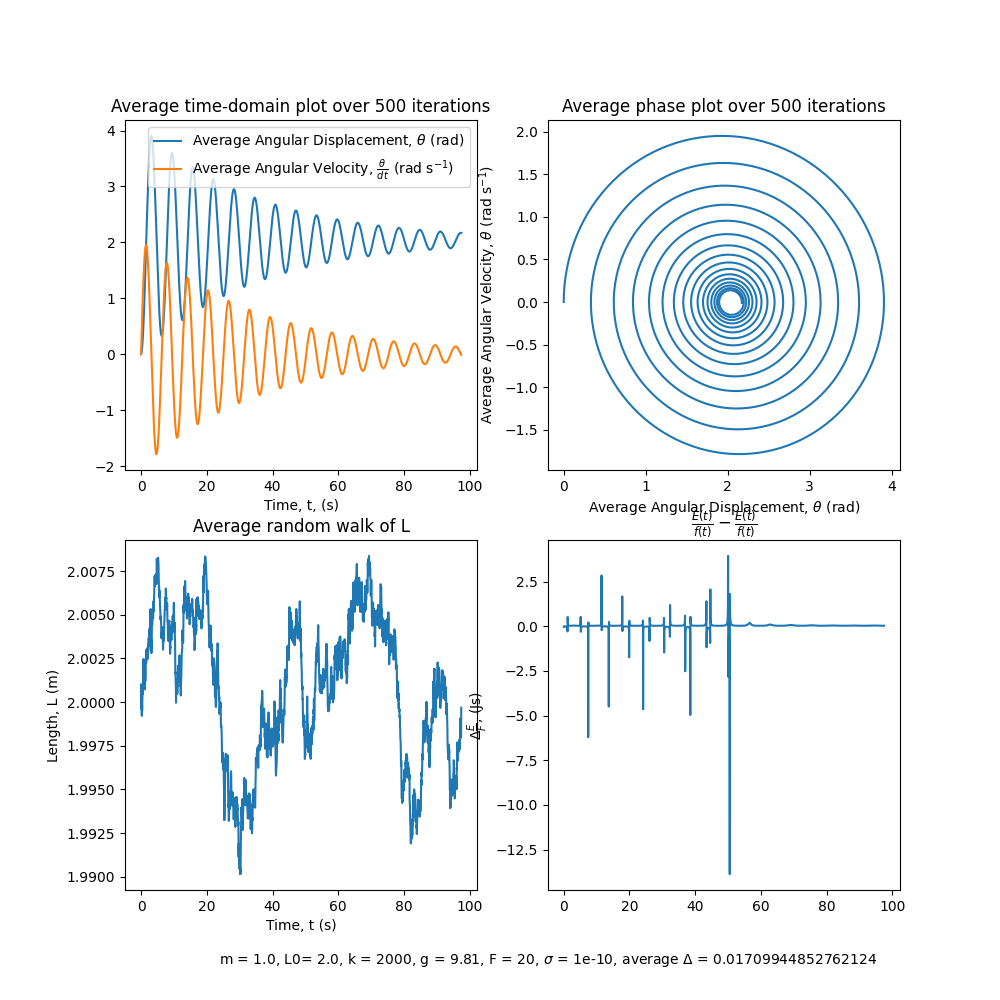 Average time-domain plot over 500 iterations
Average Angular Displacement, θ (rad)
Average Angular Velocity, θ/dt (rad s⁻¹)
4
3
2
1
0
−1
−2
0 20 40 60 80 100
Time, t, (s)
Average phase plot over 500 iterations
Average Angular Velocity, θ̇ (rad s⁻¹)
2.0
1.5
1.0
0.5
0.0
−0.5
−1.0
−1.5
0 1 2 3 4
Average Angular Displacement, θ (rad)
Average random walk of L
Length, L (m)
2.0075
2.0050
2.0025
2.0000
1.9975
1.9950
1.9925
1.9900
0 20 40 60 80 100
Time, t (s)
E(t)/f(t) − E(t)/f(t)
Δ E/F, (Js)
2.5
0.0
−2.5
−5.0
−7.5
−10.0
−12.5
0 20 40 60 80 100
m = 1.0, L0= 2.0, k = 2000, g = 9.81, F = 20, σ = 1e-10, average Δ = 0.01709944852762124